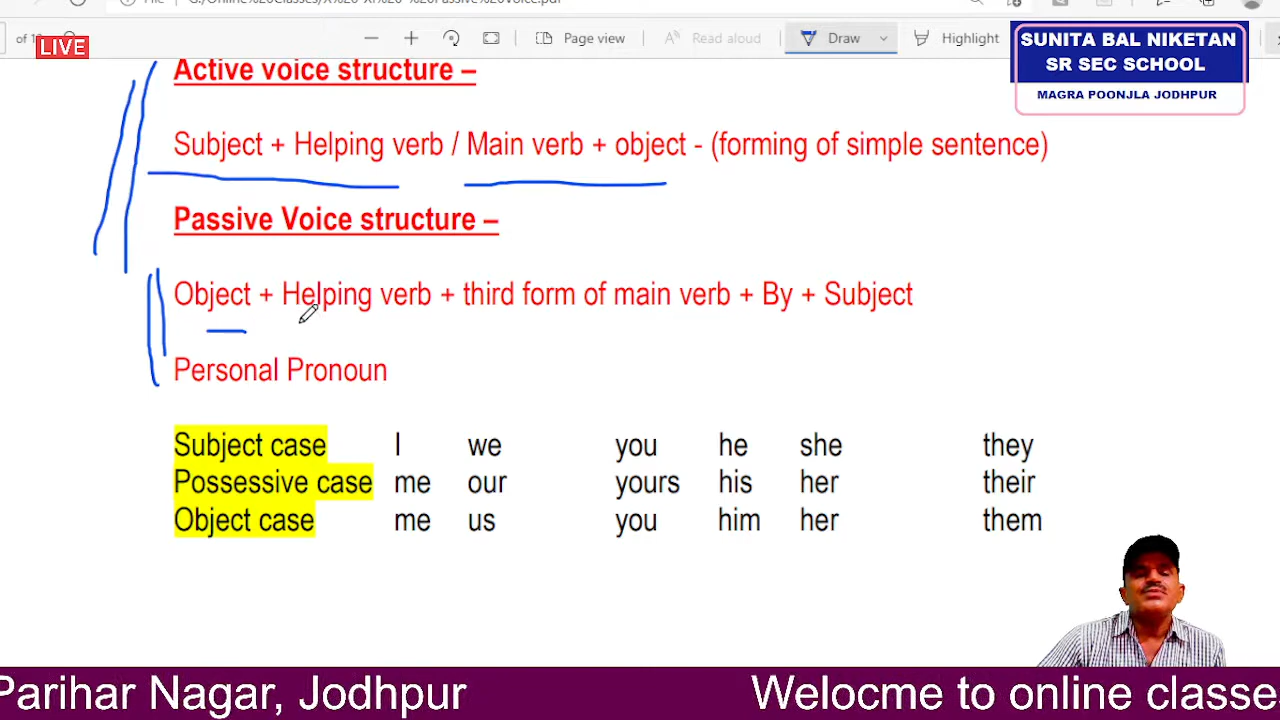 of 1
LIVE
Page view
Read aloud
Draw
Highlight
SUNITA BAL NIKETAN
SR SEC SCHOOL
MAGRA POONJLA JODHPUR
Active voice structure –
Subject + Helping verb / Main verb + object - (forming of simple sentence)
Passive Voice structure –
Object + Helping verb + third form of main verb + By + Subject
Personal Pronoun
Subject case I we you he she they
Possessive case me our yours his her their
Object case me us you him her them
Parihar Nagar, Jodhpur Welocme to online classe